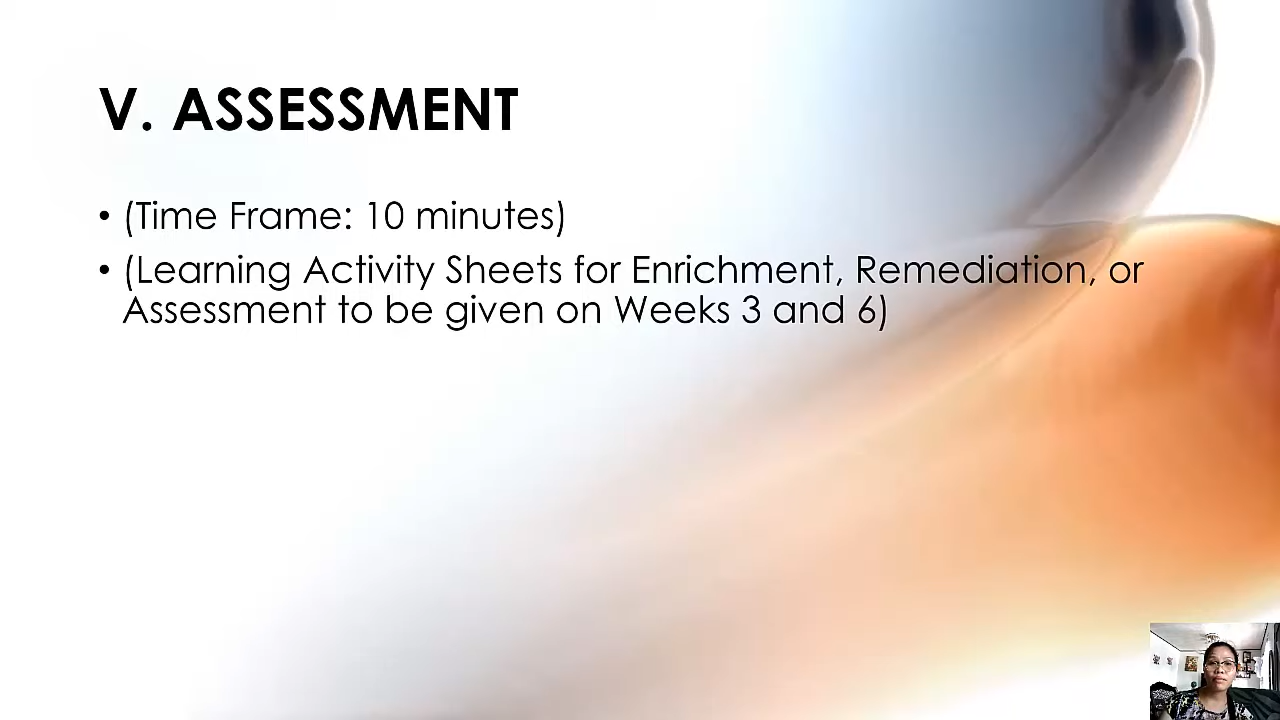 V. ASSESSMENT
• (Time Frame: 10 minutes)
• (Learning Activity Sheets for Enrichment, Remediation, or
Assessment to be given on Weeks 3 and 6)